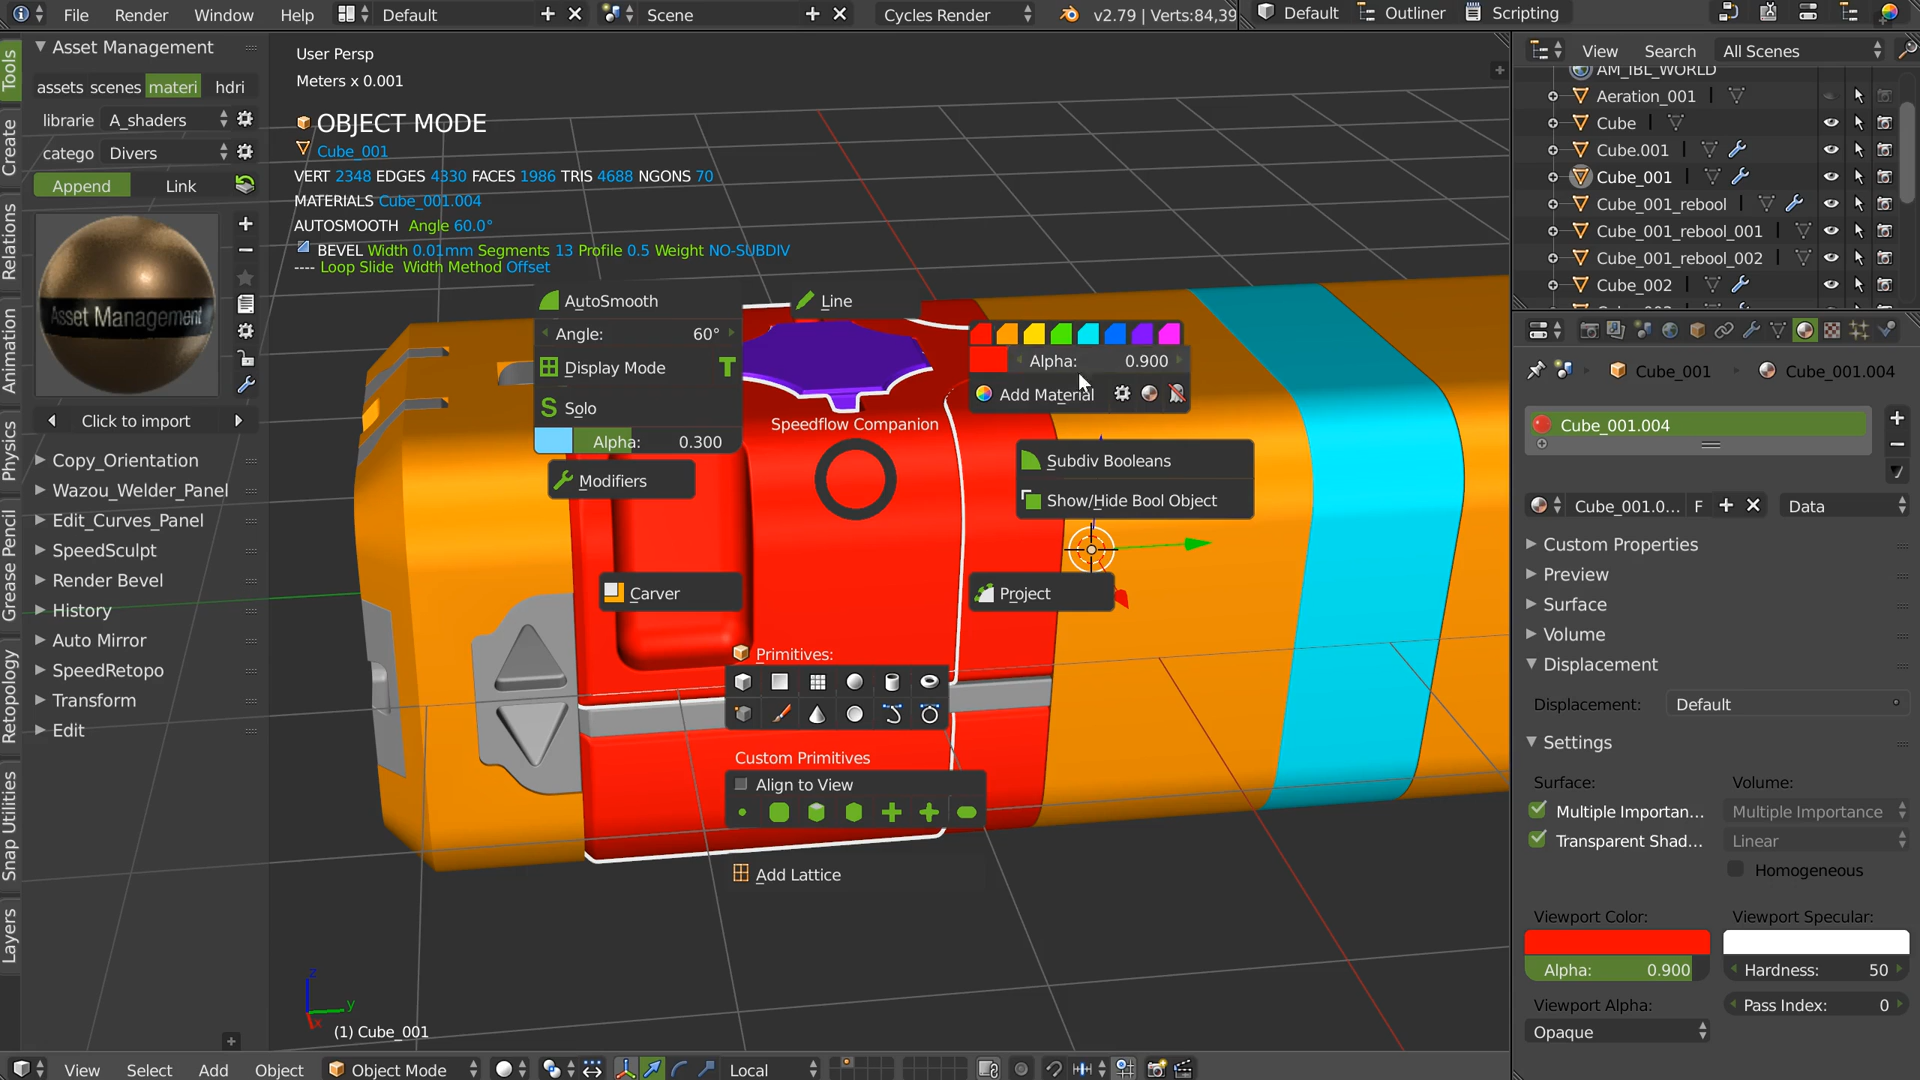 File Render Window Help Default Scene Cycles Render v2.79 | Verts:84,39 Default Outliner Scripting
Tools
Create
Relations
Animation
Physics
Grease Pencil
Retopology
Snap Utilities
Layers
Asset Management
assets scenes materi hdri
librarie A_shaders
catego Divers
Append Link
Asset Management
Click to import
Copy_Orientation
Wazou_Welder_Panel
Edit_Curves_Panel
SpeedSculpt
Render Bevel
History
Auto Mirror
SpeedRetopo
Transform
Edit
User Persp
Meters x 0.001
OBJECT MODE
Cube_001
VERT 2348 EDGES 4330 FACES 1986 TRIS 4688 NGONS 70
MATERIALS Cube_001.004
AUTOSMOOTH Angle 60.0°
BEVEL Width 0.01mm Segments 13 Profile 0.5 Weight NO-SUBDIV
---- Loop Slide Width Method Offset
AutoSmooth
Angle: 60°
Display Mode T
S Solo
Alpha: 0.300
Modifiers
Line
Speedflow Companion
Alpha: 0.900
Add Material
Subdiv Booleans
Show/Hide Bool Object
Carver
Project
Primitives:
Custom Primitives
Align to View
Add Lattice
z
y
x
(1) Cube_001
View Select Add Object Object Mode Local
View Search All Scenes
AM_IBL_WORLD
Aeration_001
Cube
Cube.001
Cube_001
Cube_001_rebool
Cube_001_rebool_001
Cube_001_rebool_002
Cube_002
Cube_001 Cube_001.004
Cube_001.004
Cube_001.0... F Data
Custom Properties
Preview
Surface
Volume
Displacement
Displacement: Default
Settings
Surface: Volume:
Multiple Importan... Multiple Importance
Transparent Shad... Linear
Homogeneous
Viewport Color: Viewport Specular:
Alpha: 0.900 Hardness: 50
Viewport Alpha: Pass Index: 0
Opaque